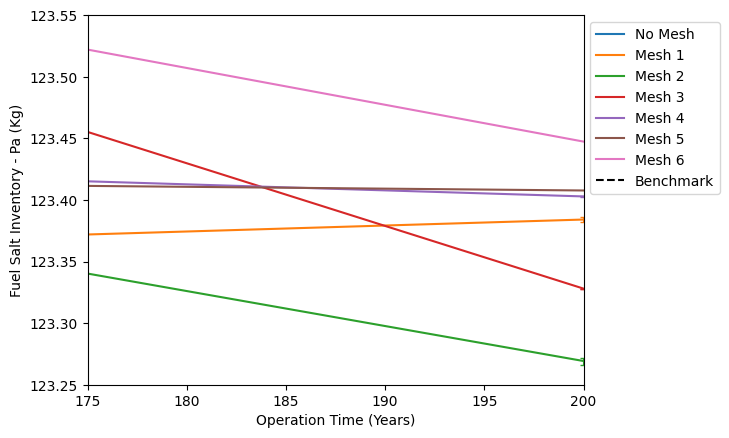 123.55
123.50
123.45
123.40
123.35
123.30
123.25
Fuel Salt Inventory - Pa (Kg)
175
180
185
190
195
200
Operation Time (Years)
No Mesh
Mesh 1
Mesh 2
Mesh 3
Mesh 4
Mesh 5
Mesh 6
Benchmark